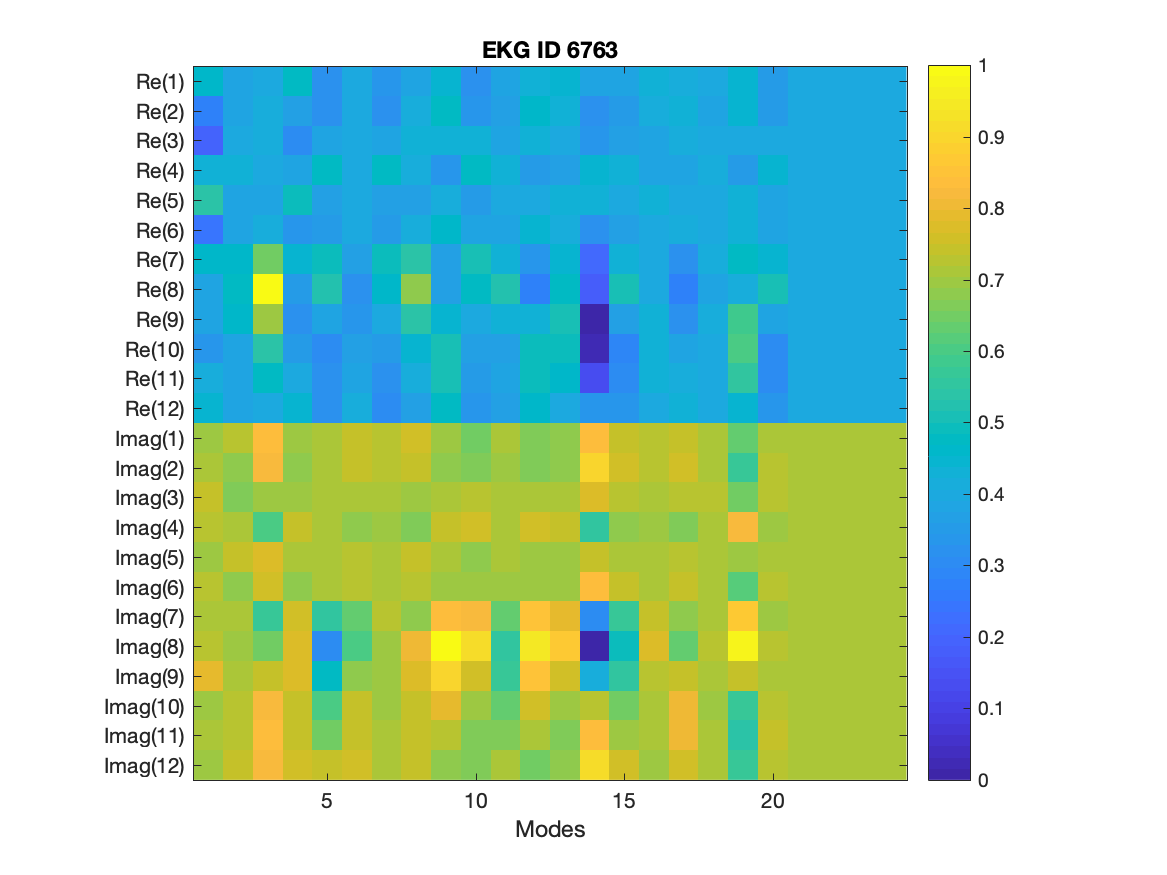 EKG ID 6763
Re(1)
Re(2)
Re(3)
Re(4)
Re(5)
Re(6)
Re(7)
Re(8)
Re(9)
Re(10)
Re(11)
Re(12)
Imag(1)
Imag(2)
Imag(3)
Imag(4)
Imag(5)
Imag(6)
Imag(7)
Imag(8)
Imag(9)
Imag(10)
Imag(11)
Imag(12)
5 10 15 20
Modes
1
0.9
0.8
0.7
0.6
0.5
0.4
0.3
0.2
0.1
0